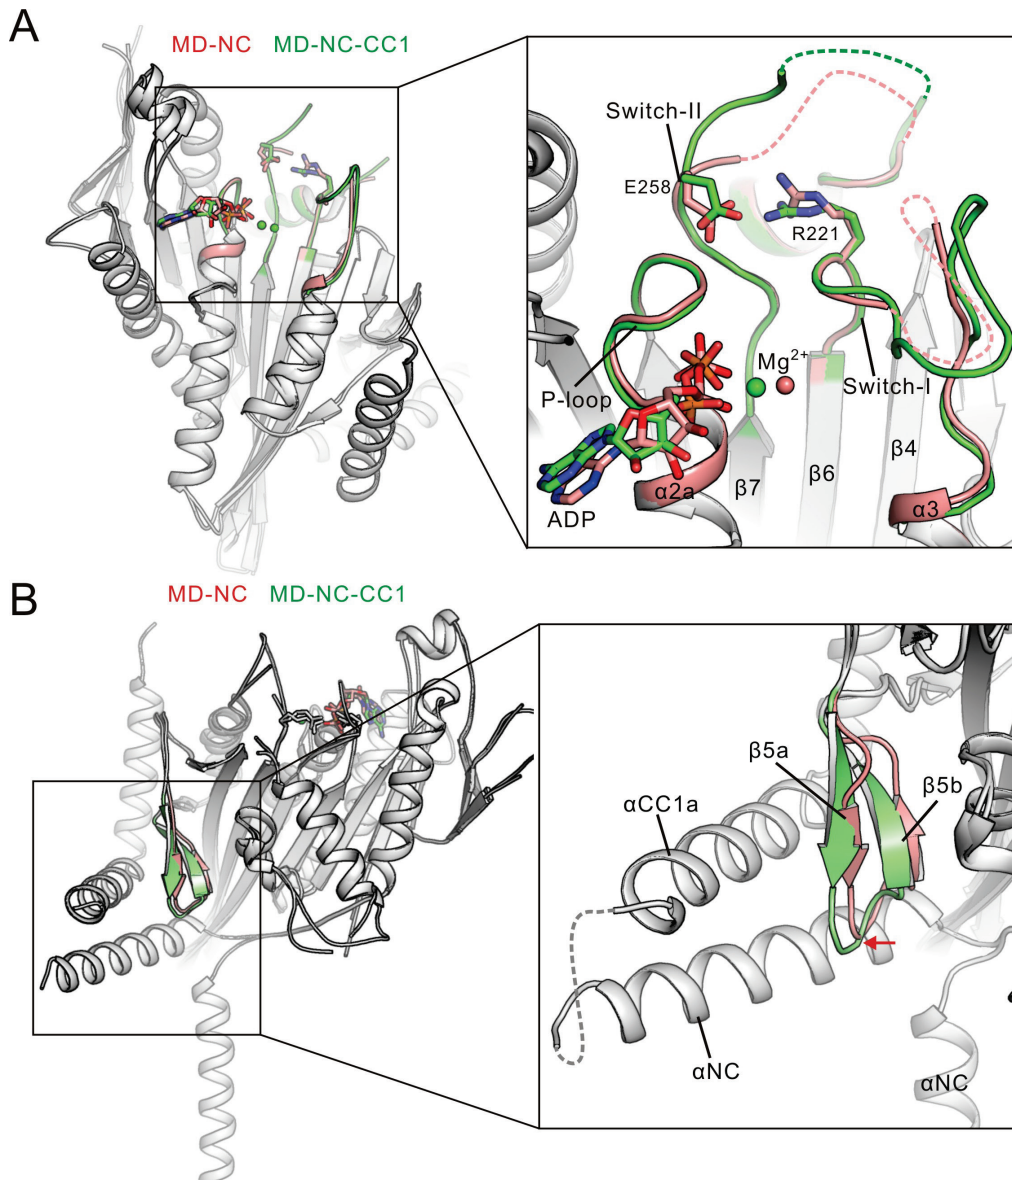 A
MD-NC MD-NC-CC1
Switch-II
E258
R221
Mg²⁺
P-loop
Switch-I
β4
β6
β7
α2a
α3
ADP
MD-NC MD-NC-CC1
B
β5a
β5b
αCC1a
αNC
αNC